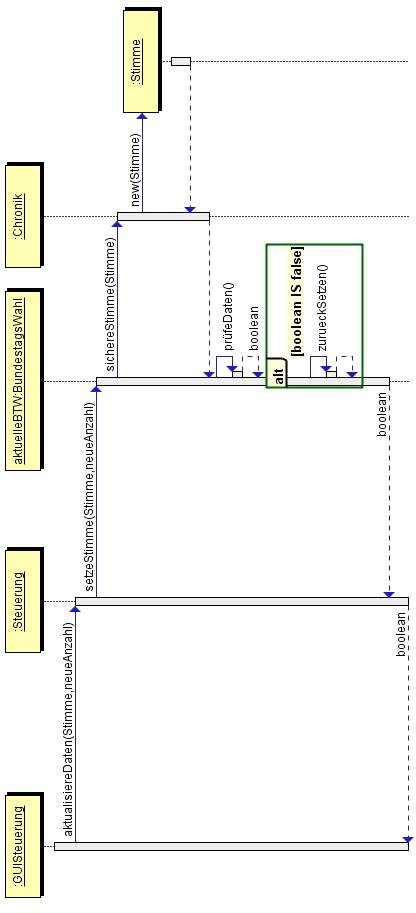 :GUISteuerung
:Steuerung
aktuelleBTW:BundestagsWahl
:Chronik
:Stimme
aktualisiereDaten(Stimme,neueAnzahl)
setzeStimme(Stimme,neueAnzahl)
sichereStimme(Stimme)
new(Stimme)
prüfeDaten()
boolean
alt
[boolean IS false]
zurueckSetzen()
boolean
boolean